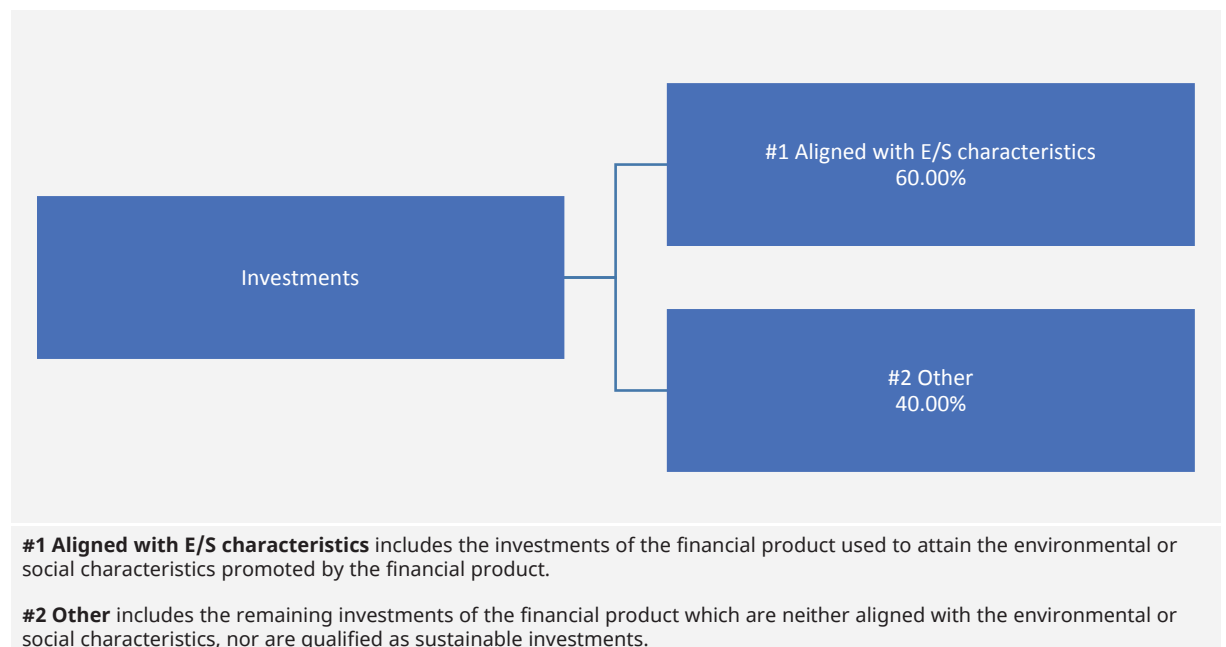 #1 Aligned with E/S characteristics
60.00%
Investments
#2 Other
40.00%
#1 Aligned with E/S characteristics includes the investments of the financial product used to attain the environmental or
social characteristics promoted by the financial product.
#2 Other includes the remaining investments of the financial product which are neither aligned with the environmental or
social characteristics, nor are qualified as sustainable investments.